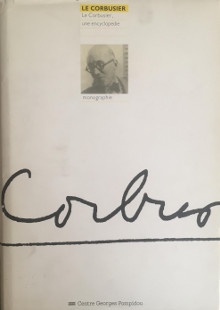 LE CORBUSIER
Le Corbusier,
une encyclopédie
monographie
Corbu
Centre Georges Pompidou